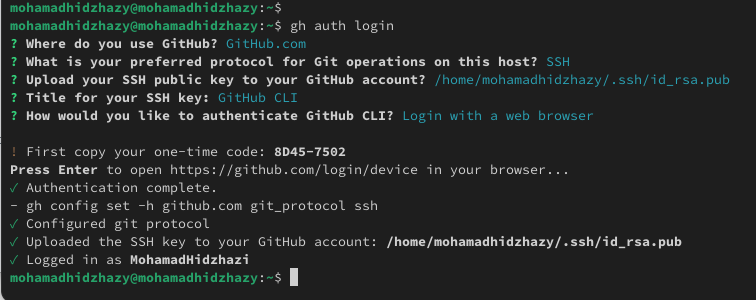 mohamadhidzhazy@mohamadhidzhazy:~$
mohamadhidzhazy@mohamadhidzhazy:~$ gh auth login
? Where do you use GitHub? GitHub.com
? What is your preferred protocol for Git operations on this host? SSH
? Upload your SSH public key to your GitHub account? /home/mohamadhidzhazy/.ssh/id_rsa.pub
? Title for your SSH key: GitHub CLI
? How would you like to authenticate GitHub CLI? Login with a web browser
! First copy your one-time code: 8D45-7502
Press Enter to open https://github.com/login/device in your browser...
✓ Authentication complete.
- gh config set -h github.com git_protocol ssh
✓ Configured git protocol
✓ Uploaded the SSH key to your GitHub account: /home/mohamadhidzhazy/.ssh/id_rsa.pub
✓ Logged in as MohamadHidzhazi
mohamadhidzhazy@mohamadhidzhazy:~$